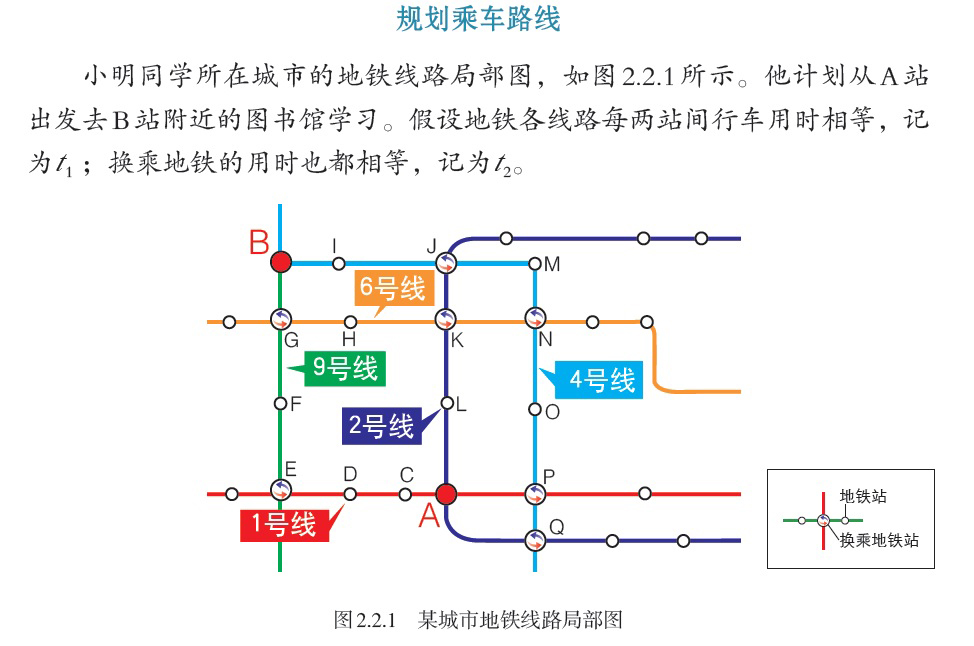 规划乘车路线
小明同学所在城市的地铁线路局部图，如图2.2.1所示。他计划从A站
出发去B站附近的图书馆学习。假设地铁各线路每两站间行车用时相等，记
为t₁；换乘地铁的用时也都相等，记为t₂。
B
I
J
M
6号线
G
H
K
N
9号线
4号线
F
L
O
2号线
E
D
C
P
A
1号线
Q
地铁站
换乘地铁站
图2.2.1 某城市地铁线路局部图